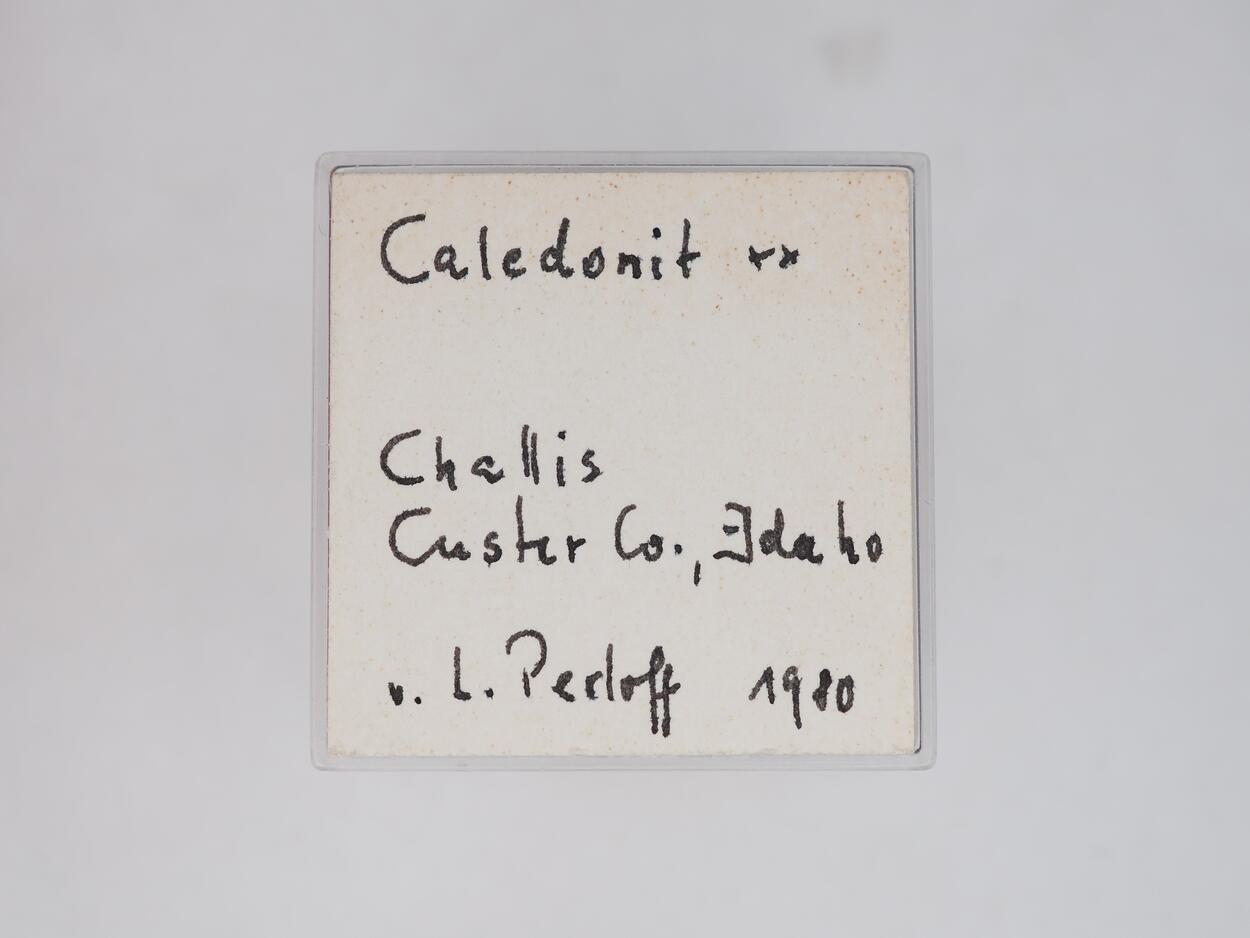 Caledonit xx
Challis
Custer Co., Idaho
v. L. Perloff 1980